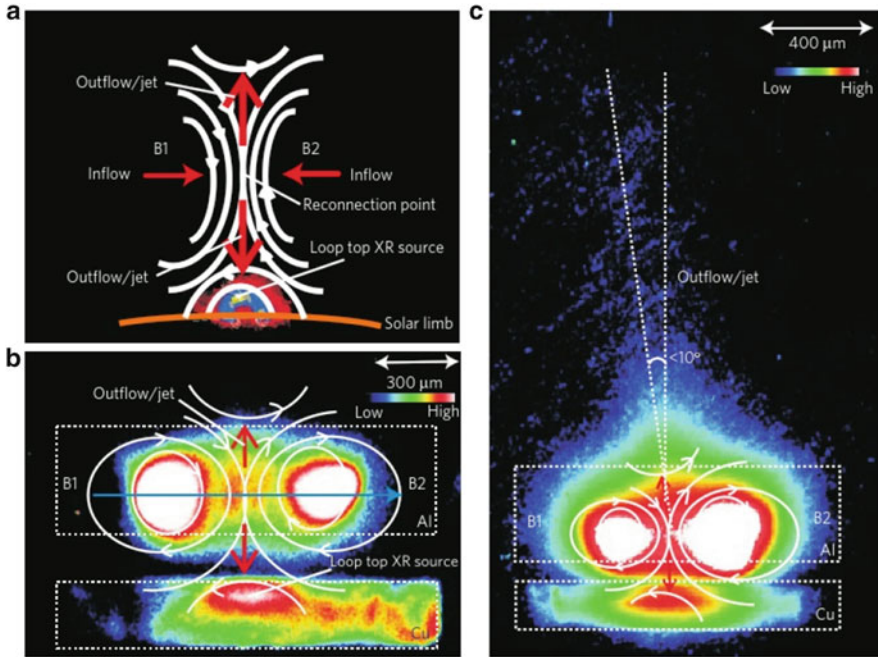 a
Outflow/jet
B1
B2
Inflow
Inflow
Reconnection point
Loop top XR source
Outflow/jet
Solar limb
b
300 μm
Outflow/jet
Low
High
B1
B2
Al
Loop top XR source
Cu
c
400 μm
Low
High
Outflow/jet
<10°
B1
B2
Al
Cu